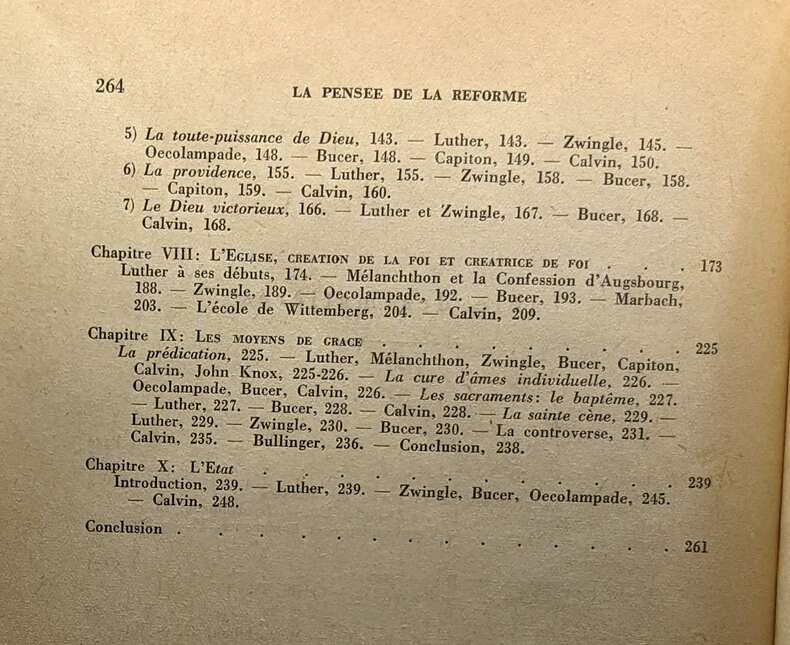 264
LA PENSEE DE LA REFORME
5) La toute-puissance de Dieu, 143. — Luther, 143. — Zwingle, 145. —
Oecolampade, 148. — Bucer, 148. — Capiton, 149. — Calvin, 150.
6) La providence, 155. — Luther, 155. — Zwingle, 158. — Bucer, 158.
— Capiton, 159. — Calvin, 160.
7) Le Dieu victorieux, 166. — Luther et Zwingle, 167. — Bucer, 168. —
Calvin, 168.
Chapitre VIII: L'EGLISE, CREATION DE LA FOI ET CREATRICE DE FOI . . . 173
Luther à ses débuts, 174. — Mélanchthon et la Confession d'Augsbourg,
188. — Zwingle, 189. — Oecolampade, 192. — Bucer, 193. — Marbach,
203. — L'école de Wittemberg, 204. — Calvin, 209.
Chapitre IX: LES MOYENS DE GRACE . . . . . . . . . 225
La prédication, 225. — Luther, Mélanchthon, Zwingle, Bucer, Capiton,
Calvin, John Knox, 225-226. — La cure d'âmes individuelle, 226. —
Oecolampade, Bucer, Calvin, 226. — Les sacraments: le baptême, 227.
— Luther, 227. — Bucer, 228. — Calvin, 228. — La sainte cène, 229. —
Luther, 229. — Zwingle, 230. — Bucer, 230. — La controverse, 231. —
Calvin, 235. — Bullinger, 236. — Conclusion, 238.
Chapitre X: L'Etat . . . . . . . . . . . . 239
Introduction, 239. — Luther, 239. — Zwingle, Bucer, Oecolampade, 245.
— Calvin, 248.
Conclusion . . . . . . . . . . . . . 261